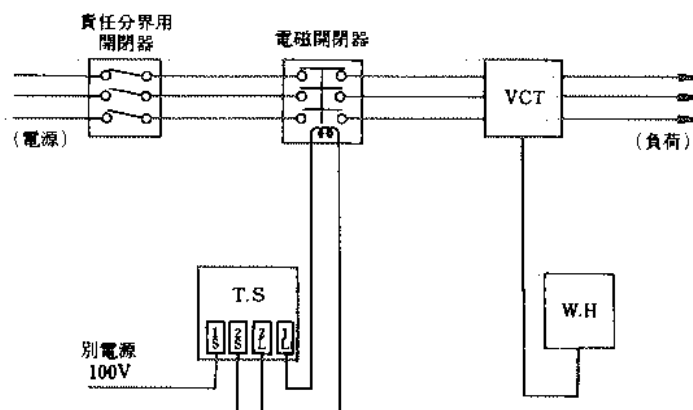 責任分界用
開閉器
電磁開閉器
VCT
(電源)
(負荷)
T.S
W.H
1S
2S
2L
1L
別電源
100V